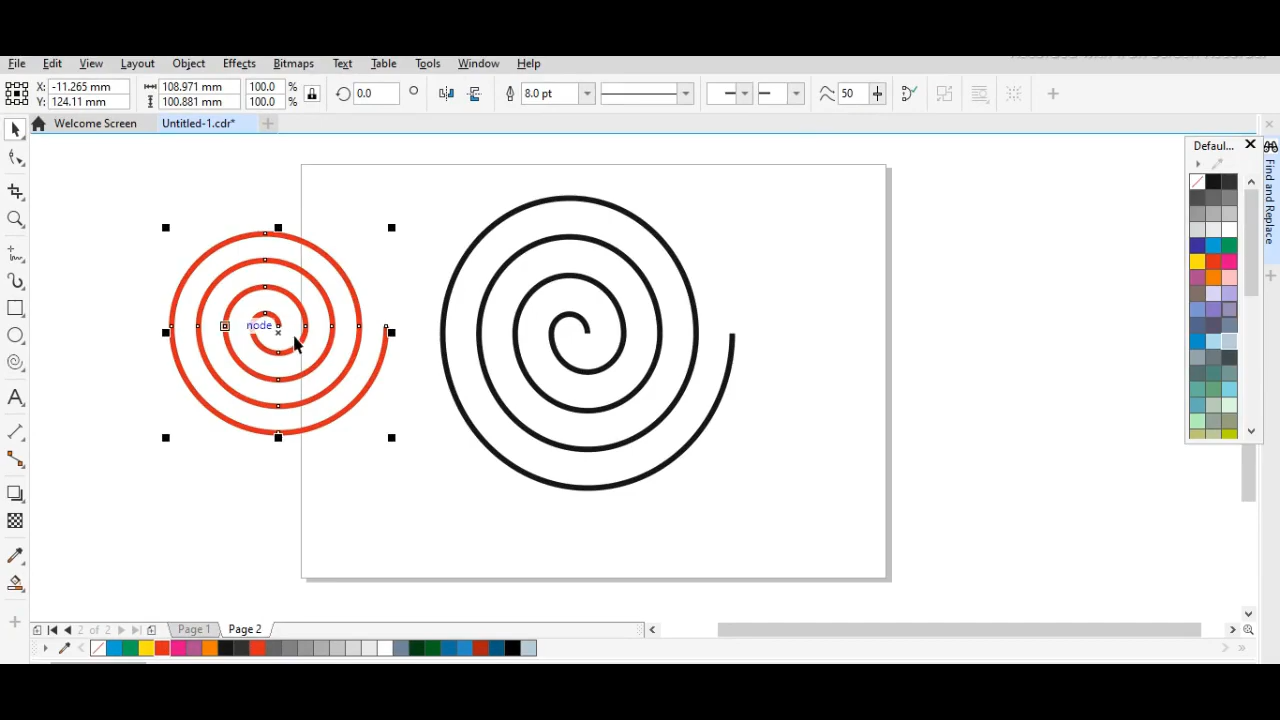 File Edit View Layout Object Effects Bitmaps Text Table Tools Window Help
X: -11.265 mm 108.971 mm 100.0 % 0.0 8.0 pt 50
Y: 124.11 mm 100.881 mm 100.0 %
Welcome Screen Untitled-1.cdr*
Defaul...
Find and Replace
node
2 of 2 Page 1 Page 2